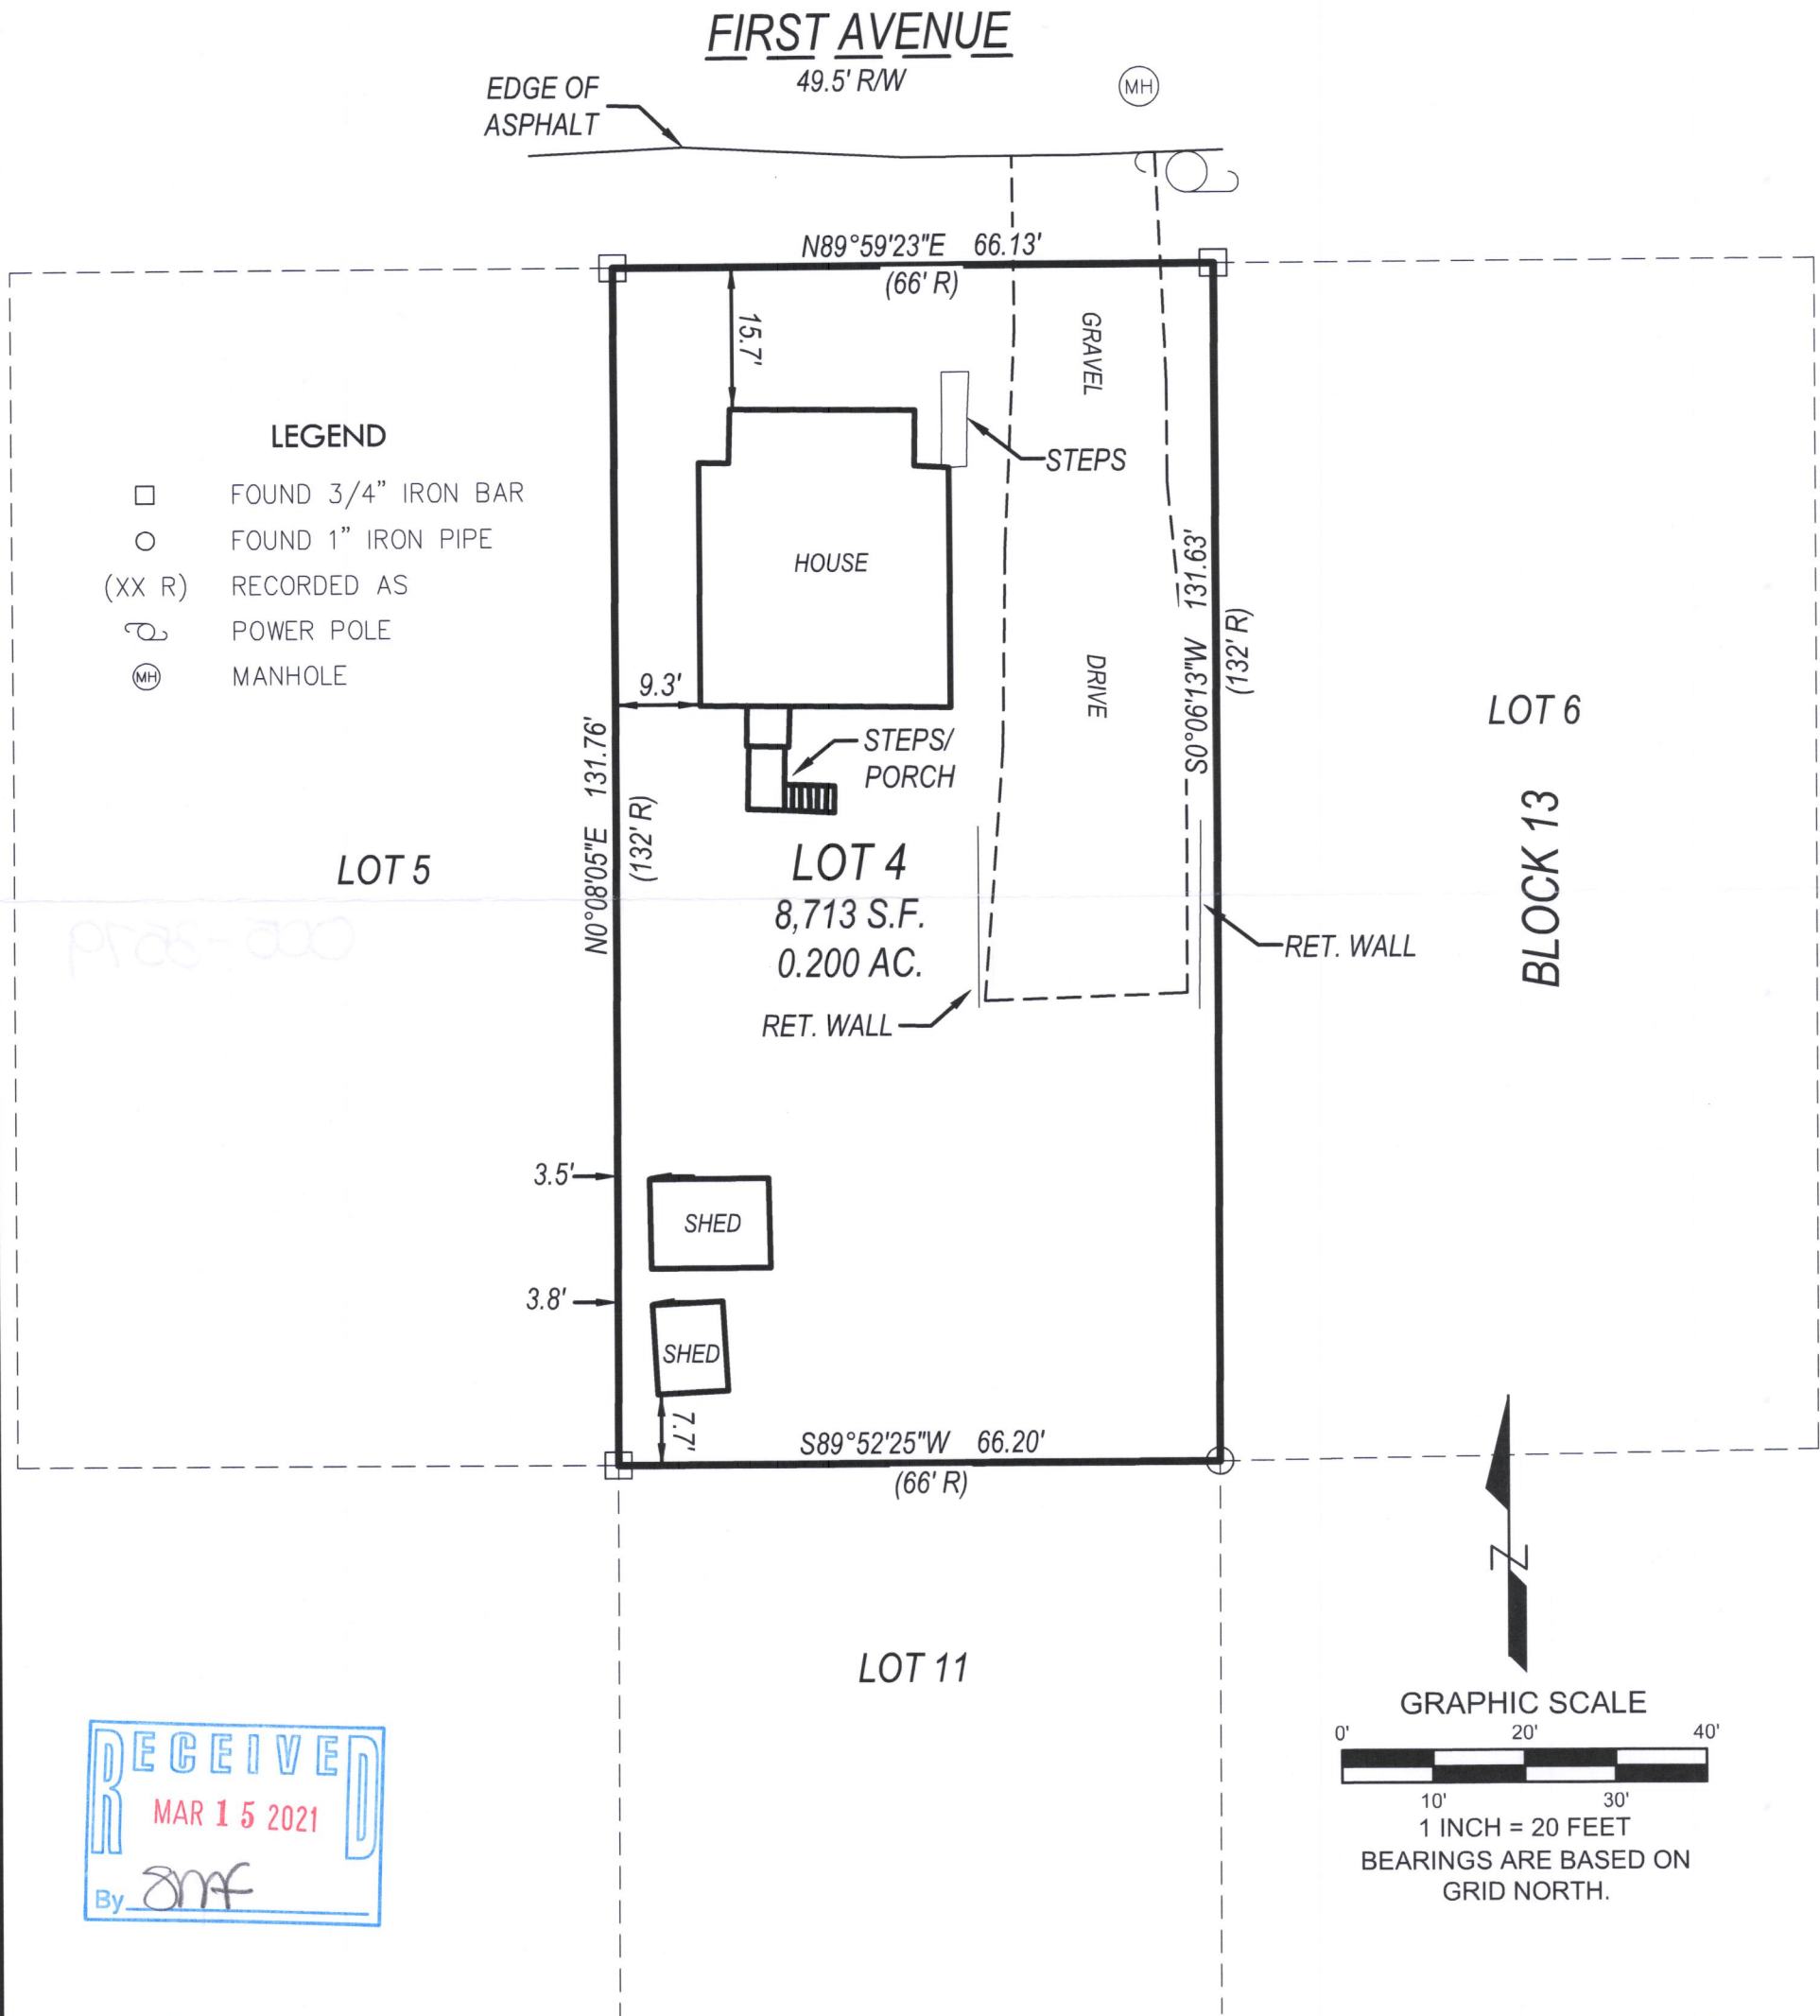 FIRST AVENUE
49.5' R/W
MH
EDGE OF
ASPHALT
N89°59'23"E 66.13'
(66' R)
15.7'
GRAVEL
STEPS
LEGEND
FOUND 3/4" IRON BAR
FOUND 1" IRON PIPE
(XX R) RECORDED AS
POWER POLE
MH MANHOLE
HOUSE
9.3'
DRIVE
S0°06'13"W 131.63'
(132' R)
STEPS/
PORCH
N0°08'05"E 131.76'
(132' R)
LOT 6
BLOCK 13
LOT 5
LOT 4
8,713 S.F.
0.200 AC.
RET. WALL
RET. WALL
3.5'
SHED
3.8'
SHED
7.7'
S89°52'25"W 66.20'
(66' R)
N
LOT 11
GRAPHIC SCALE
0' 20' 40'
10' 30'
1 INCH = 20 FEET
BEARINGS ARE BASED ON
GRID NORTH.
RECEIVED
MAR 15 2021
By